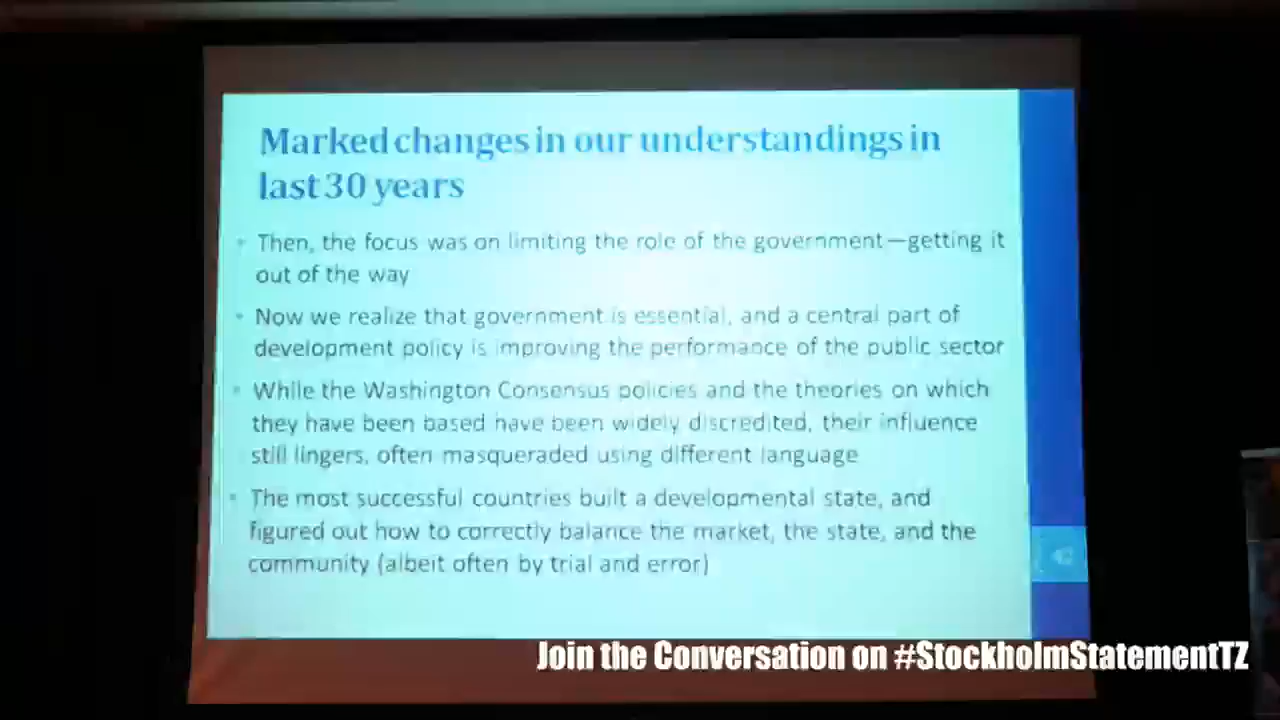 Marked changes in our understandings in
last 30 years
Then, the focus was on limiting the role of the government—getting it
out of the way
Now we realize that government is essential, and a central part of
development policy is improving the performance of the public sector
While the Washington Consensus policies and the theories on which
they have been based have been widely discredited, their influence
still lingers, often masqueraded using different language
The most successful countries built a developmental state, and
figured out how to correctly balance the market, the state, and the
community (albeit often by trial and error)
Join the Conversation on #StockholmStatementTZ